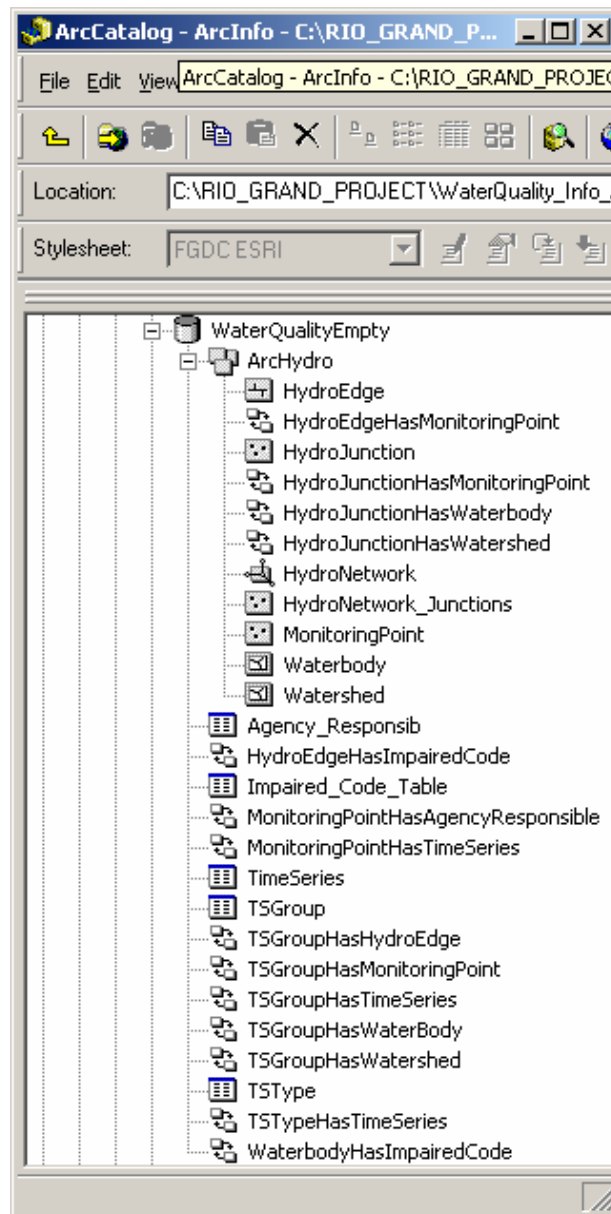 ArcCatalog - ArcInfo - C:\RIO_GRAND_P...
File Edit View
ArcCatalog - ArcInfo - C:\RIO_GRAND_PROJEC
Location: C:\RIO_GRAND_PROJECT\WaterQuality_Info_
Stylesheet: FGDC ESRI
WaterQualityEmpty
ArcHydro
HydroEdge
HydroEdgeHasMonitoringPoint
HydroJunction
HydroJunctionHasMonitoringPoint
HydroJunctionHasWaterbody
HydroJunctionHasWatershed
HydroNetwork
HydroNetwork_Junctions
MonitoringPoint
Waterbody
Watershed
Agency_Responsib
HydroEdgeHasImpairedCode
Impaired_Code_Table
MonitoringPointHasAgencyResponsible
MonitoringPointHasTimeSeries
TimeSeries
TSGroup
TSGroupHasHydroEdge
TSGroupHasMonitoringPoint
TSGroupHasTimeSeries
TSGroupHasWaterBody
TSGroupHasWatershed
TSType
TSTypeHasTimeSeries
WaterbodyHasImpairedCode